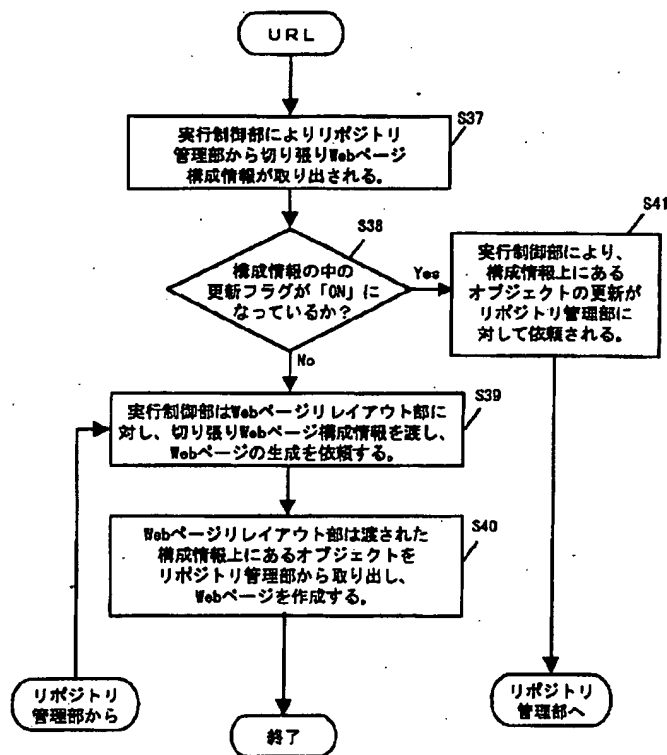 URL
S37
実行制御部によりリポジトリ
管理部から切り張りWebページ
構成情報が取り出される。
S38
構成情報の中の
更新フラグが「ON」に
なっているか?
Yes
No
S41
実行制御部により、
構成情報上にある
オブジェクトの更新が
リポジトリ管理部に
対して依頼される。
S39
実行制御部はWebページリレイアウト部に
対し、切り張りWebページ構成情報を渡し、
Webページの生成を依頼する。
S40
Webページリレイアウト部は渡された
構成情報上にあるオブジェクトを
リポジトリ管理部から取り出し、
Webページを作成する。
リポジトリ
管理部から
終了
リポジトリ
管理部へ